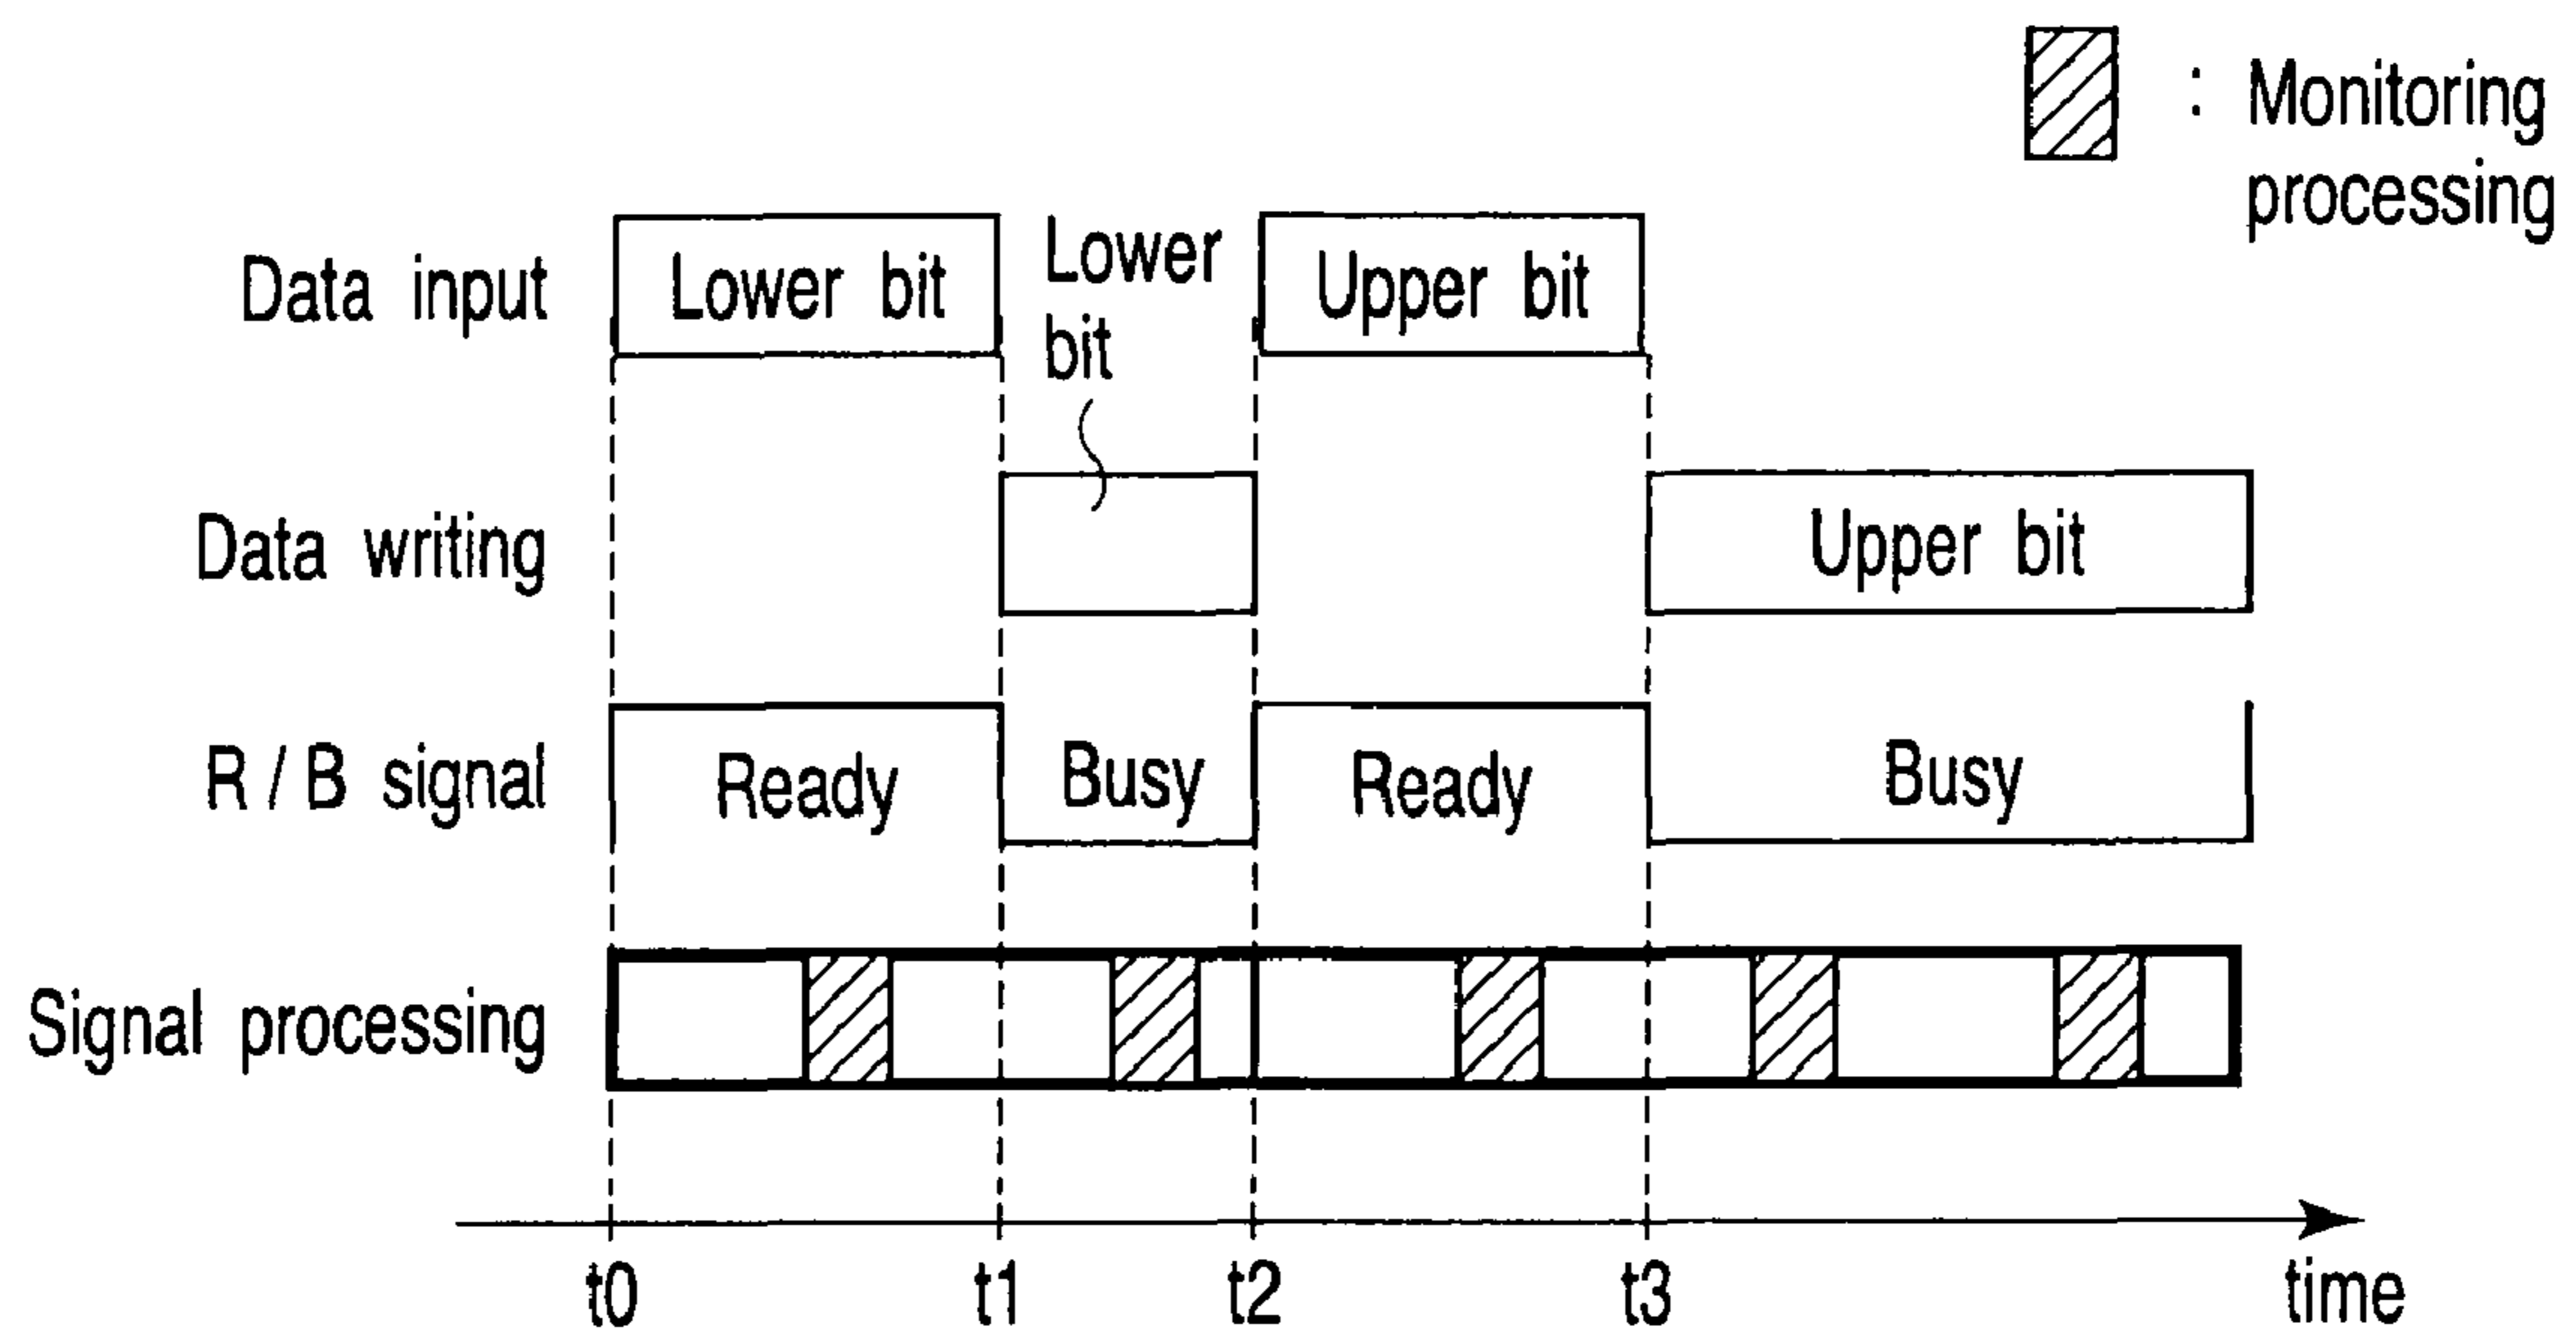 : Monitoring
processing
Data input
Lower bit
Lower
bit
Upper bit
Data writing
Upper bit
R / B signal
Ready
Busy
Ready
Busy
Signal processing
t0
t1
t2
t3
time